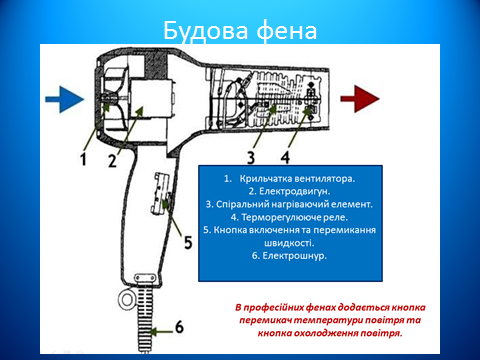 Будова фена
1
2
3
4
5
6
1. Крильчатка вентилятора.
2. Електродвигун.
3. Спіральний нагріваючий елемент.
4. Терморегулююче реле.
5. Кнопка включення та перемикання
швидкості.
6. Електрошнур.
В професійних фенах додається кнопка
перемикач температури повітря та
кнопка охолодження повітря.